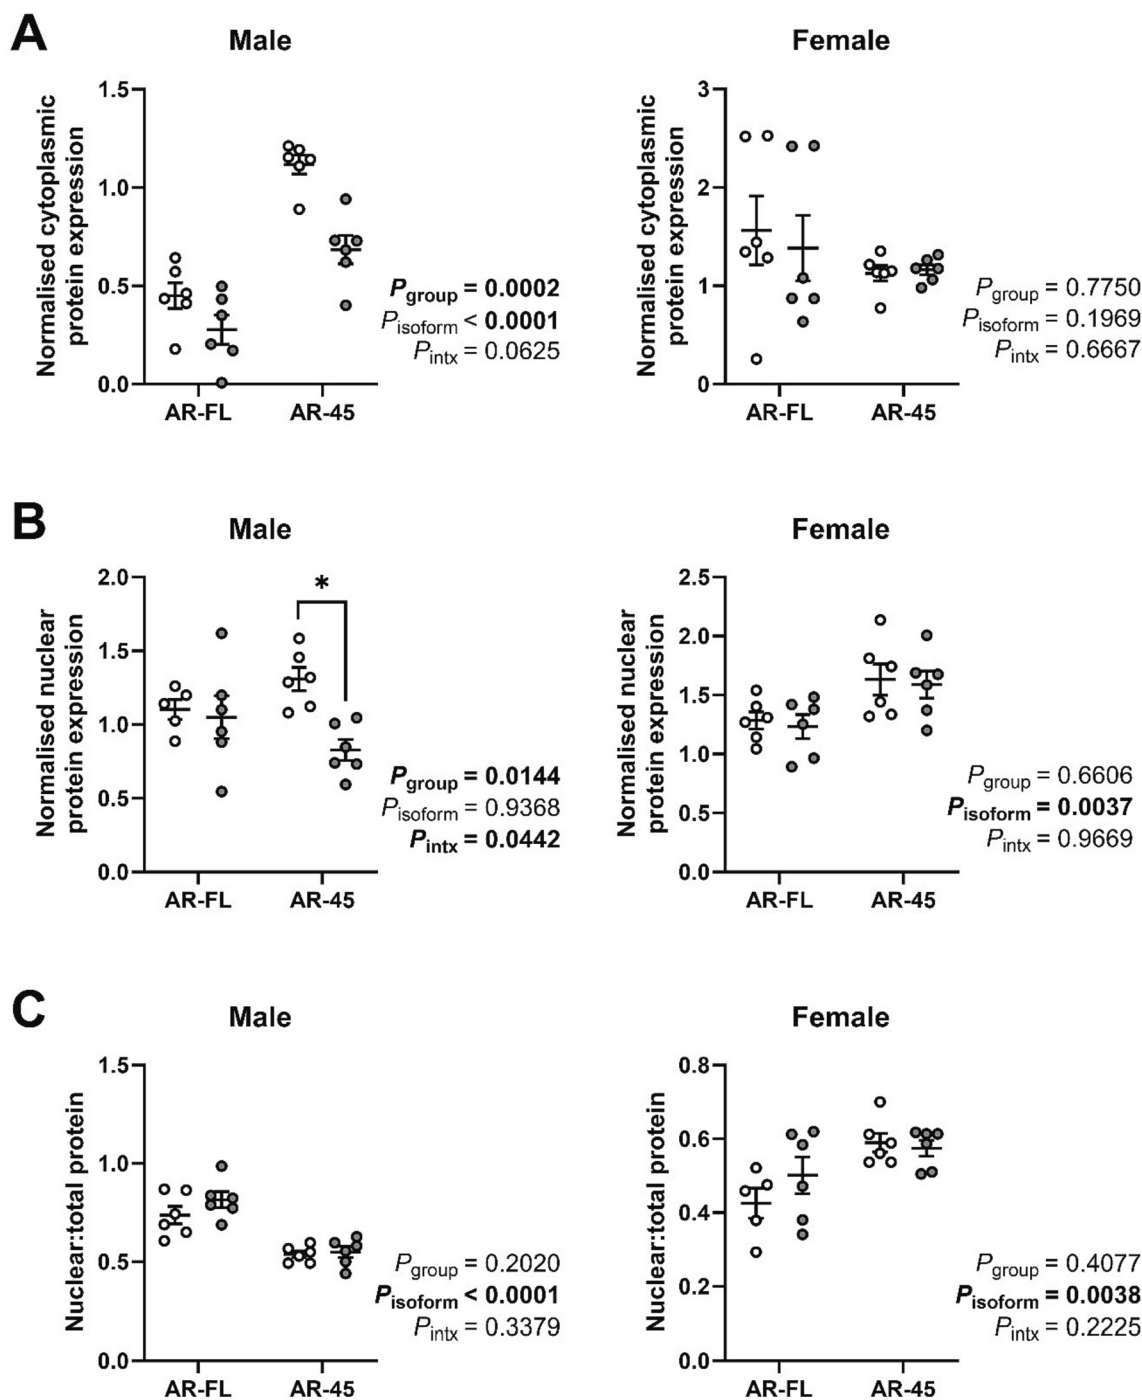 A
Male
Female
Normalised cytoplasmic
protein expression
1.5
1.0
0.5
0.0
AR-FL
AR-45
Pgroup = 0.0002
Pisoform < 0.0001
Pintx = 0.0625
Normalised cytoplasmic
protein expression
3
2
1
0
AR-FL
AR-45
Pgroup = 0.7750
Pisoform = 0.1969
Pintx = 0.6667
B
Male
Female
Normalised nuclear
protein expression
2.0
1.5
1.0
0.5
0.0
*
AR-FL
AR-45
Pgroup = 0.0144
Pisoform = 0.9368
Pintx = 0.0442
Normalised nuclear
protein expression
2.5
2.0
1.5
1.0
0.5
0.0
AR-FL
AR-45
Pgroup = 0.6606
Pisoform = 0.0037
Pintx = 0.9669
C
Male
Female
Nuclear:total protein
1.5
1.0
0.5
0.0
AR-FL
AR-45
Pgroup = 0.2020
Pisoform < 0.0001
Pintx = 0.3379
Nuclear:total protein
0.8
0.6
0.4
0.2
0.0
AR-FL
AR-45
Pgroup = 0.4077
Pisoform = 0.0038
Pintx = 0.2225